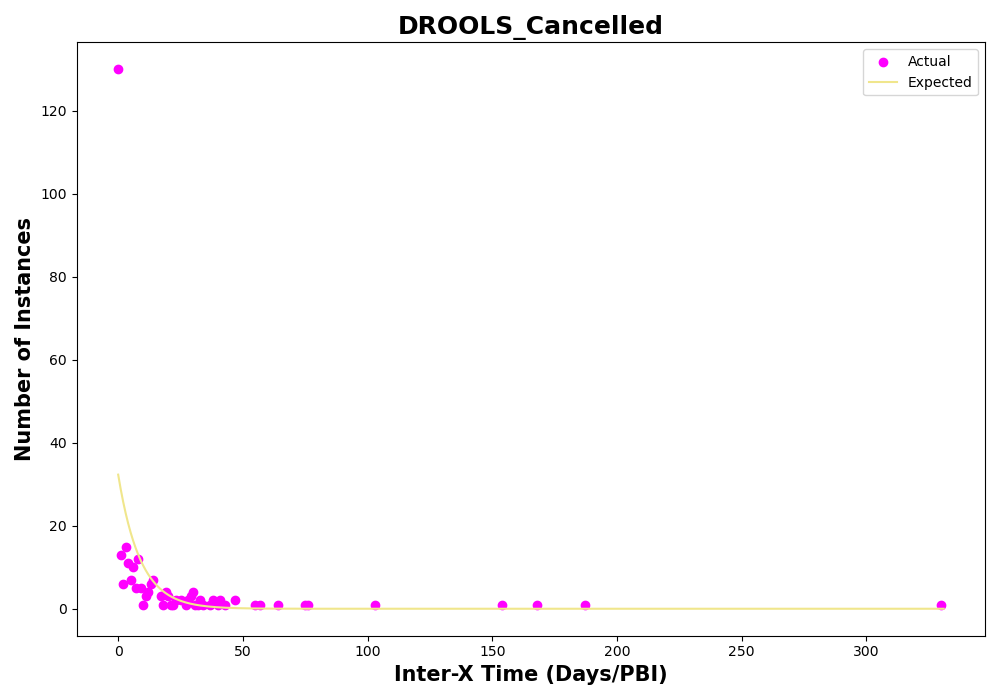 DROOLS_Cancelled
Actual
Expected
120
100
80
60
40
20
0
Number of Instances
0 50 100 150 200 250 300
Inter-X Time (Days/PBI)